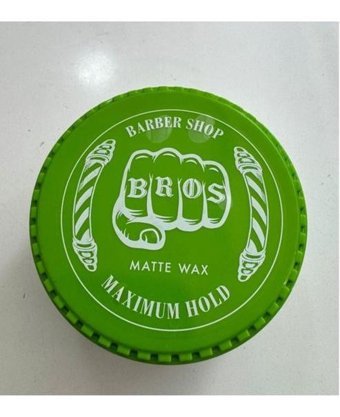 BARBER SHOP
BROS
MATTE WAX
MAXIMUM HOLD